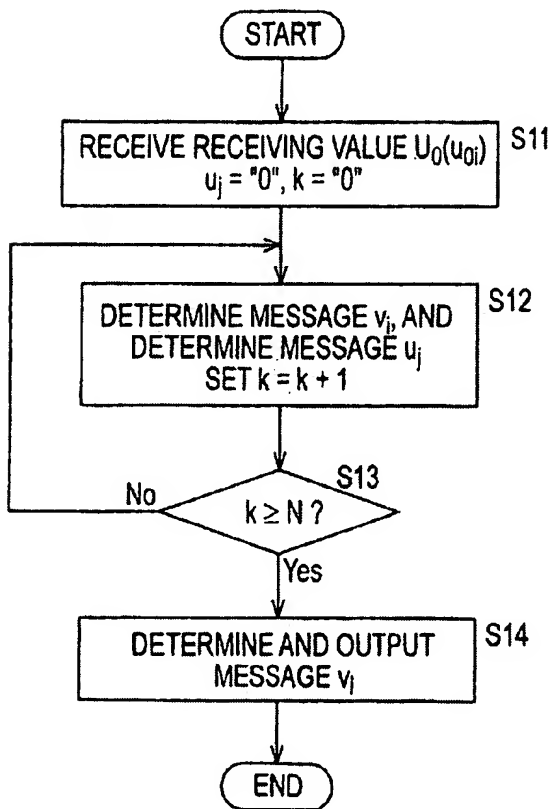 START
RECEIVE RECEIVING VALUE U₀(u₀ᵢ)
uⱼ = "0", k = "0"
S11
DETERMINE MESSAGE vᵢ, AND
DETERMINE MESSAGE uⱼ
SET k = k + 1
S12
S13
No
k ≥ N ?
Yes
DETERMINE AND OUTPUT
MESSAGE vᵢ
S14
END